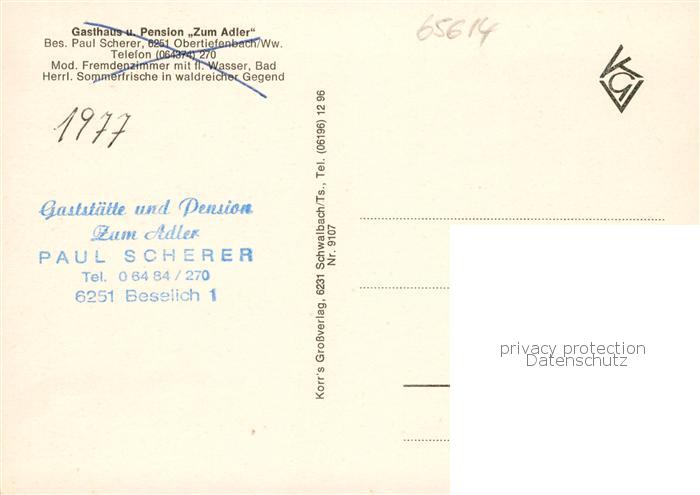 Gasthaus u. Pension „Zum Adler"
Bes. Paul Scherer, 6251 Obertiefenbach/Ww.
Telefon (064374) 270
Mod. Fremdenzimmer mit fl. Wasser, Bad
Herrl. Sommerfrische in waldreicher Gegend
65614
1977
Gaststätte und Pension
Zum Adler
PAUL SCHERER
Tel. 0 64 84 / 270
6251 Beselich 1
Korr's Großverlag, 6231 Schwalbach/Ts., Tel. (06196) 12 96
Nr. 9107
privacy protection
Datenschutz